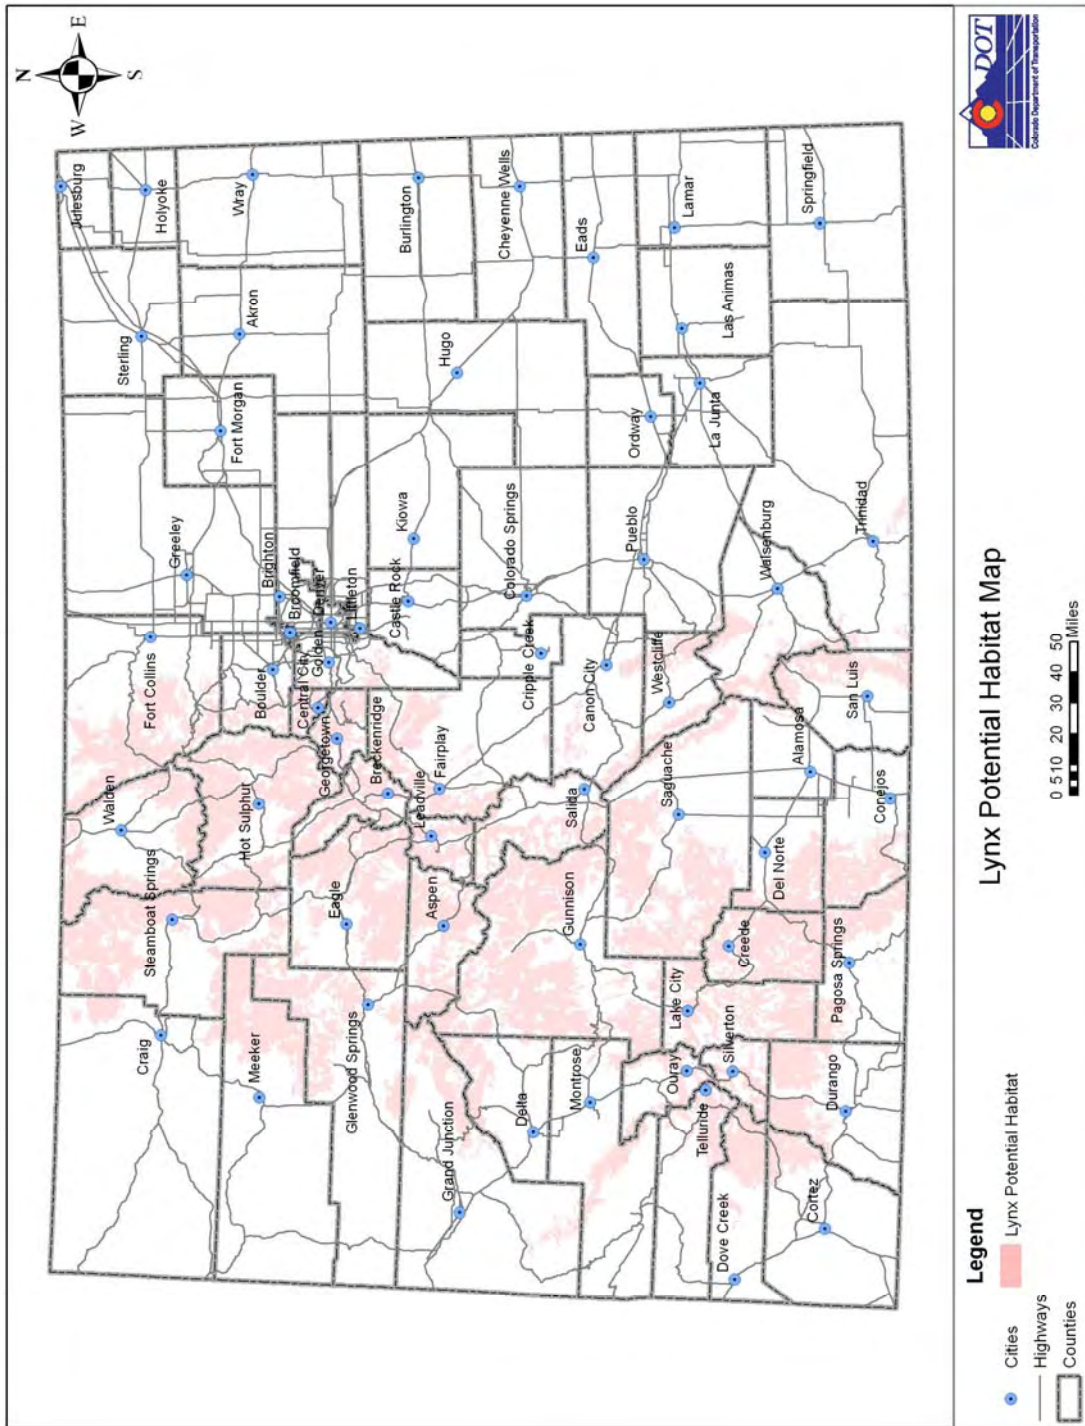 N
W
E
S
Julesburg
Holyoke
Sterling
Wray
Akron
Fort Morgan
Greeley
Fort Collins
Walden
Steamboat Springs
Craig
Brighton
Broomfield
Boulder
Hot Sulphur
Meeker
Denver
Golden
Central City
Georgetown
Littleton
Burlington
Kiowa
Castle Rock
Breckenridge
Eagle
Glenwood Springs
Hugo
Fairplay
Leadville
Aspen
Grand Junction
Cheyenne Wells
Colorado Springs
Cripple Creek
Delta
Eads
Canon City
Salida
Gunnison
Montrose
Ordway
Pueblo
Lamar
Las Animas
La Junta
Westcliffe
Saguache
Lake City
Ouray
Telluride
Silverton
Creede
Dove Creek
Walsenburg
Alamosa
Del Norte
Springfield
Trinidad
San Luis
Conejos
Pagosa Springs
Durango
Cortez
Lynx Potential Habitat Map
0 5 10 20 30 40 50
Miles
DOT
Colorado Department of Transportation
Legend
Cities
Lynx Potential Habitat
Highways
Counties